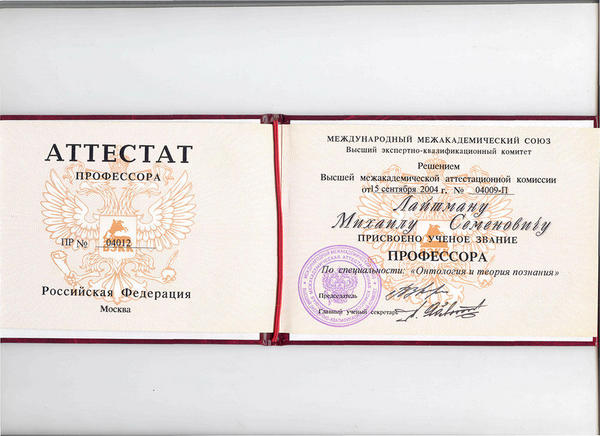 АТТЕСТАТ
ПРОФЕССОРА
ПР № 04012
Российская Федерация
Москва
МЕЖДУНАРОДНЫЙ МЕЖАКАДЕМИЧЕСКИЙ СОЮЗ
Высший экспертно-квалификационный комитет
Решением
Высшей межакадемической аттестационной комиссии
от 15 сентября 2004 г. № 04009-П
Лайтману
Михаилу Семеновичу
ПРИСВОЕНО УЧЕНОЕ ЗВАНИЕ
ПРОФЕССОРА
По специальности: «Онтология и теория познания»
Председатель
Главный ученый секретарь